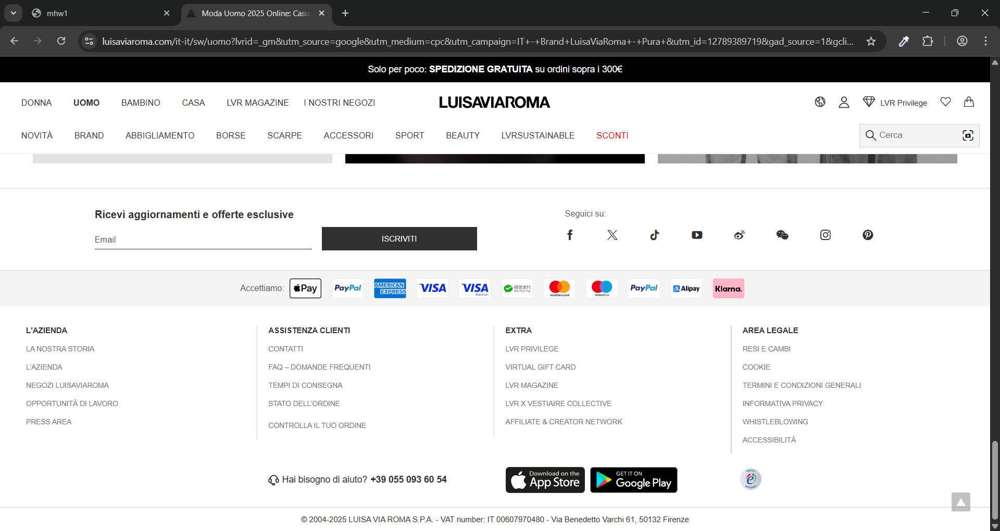 mhw1
Moda Uomo 2025 Online: Casu
luisaviaroma.com/it-it/sw/uomo?lvrid=_gm&utm_source=google&utm_medium=cpc&utm_campaign=IT+-+Brand+LuisaViaRoma+-+Pura+&utm_id=12789389719&gad_source=1&gcli...
Solo per poco: SPEDIZIONE GRATUITA su ordini sopra i 300€
DONNA UOMO BAMBINO CASA LVR MAGAZINE I NOSTRI NEGOZI LUISAVIAROMA LVR Privilege
NOVITÀ BRAND ABBIGLIAMENTO BORSE SCARPE ACCESSORI SPORT BEAUTY LVRSUSTAINABLE SCONTI Cerca
Ricevi aggiornamenti e offerte esclusive
Email
ISCRIVITI
Seguici su:
Accettiamo: Pay PayPal AMERICAN EXPRESS VISA VISA Electron 微信支付 WeChat Pay mastercard maestro PayPal 支 Alipay Klarna.
L'AZIENDA
LA NOSTRA STORIA
L'AZIENDA
NEGOZI LUISAVIAROMA
OPPORTUNITÀ DI LAVORO
PRESS AREA
ASSISTENZA CLIENTI
CONTATTI
FAQ – DOMANDE FREQUENTI
TEMPI DI CONSEGNA
STATO DELL'ORDINE
CONTROLLA IL TUO ORDINE
EXTRA
LVR PRIVILEGE
VIRTUAL GIFT CARD
LVR MAGAZINE
LVR X VESTIAIRE COLLECTIVE
AFFILIATE & CREATOR NETWORK
AREA LEGALE
RESI E CAMBI
COOKIE
TERMINI E CONDIZIONI GENERALI
INFORMATIVA PRIVACY
WHISTLEBLOWING
ACCESSIBILITÀ
Hai bisogno di aiuto? +39 055 093 60 54
Download on the
App Store
GET IT ON
Google Play
© 2004-2025 LUISA VIA ROMA S.P.A. - VAT number: IT 00607970480 - Via Benedetto Varchi 61, 50132 Firenze